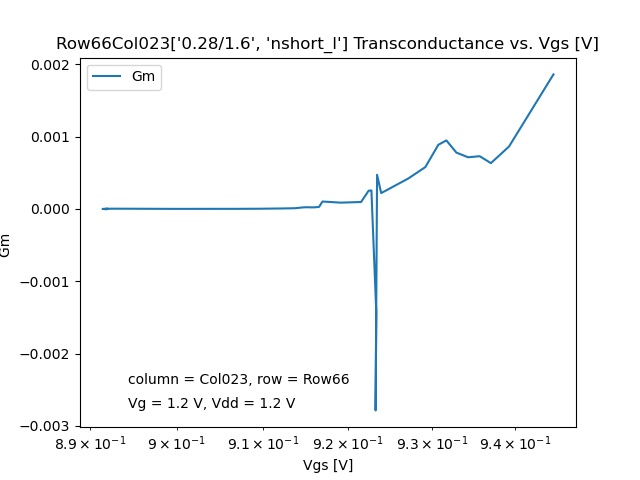 Row66Col023['0.28/1.6', 'nshort_l'] Transconductance vs. Vgs [V]
Gm
0.002
0.001
0.000
−0.001
−0.002
−0.003
Gm
column = Col023, row = Row66
Vg = 1.2 V, Vdd = 1.2 V
8.9 × 10⁻¹ 9 × 10⁻¹ 9.1 × 10⁻¹ 9.2 × 10⁻¹ 9.3 × 10⁻¹ 9.4 × 10⁻¹
Vgs [V]